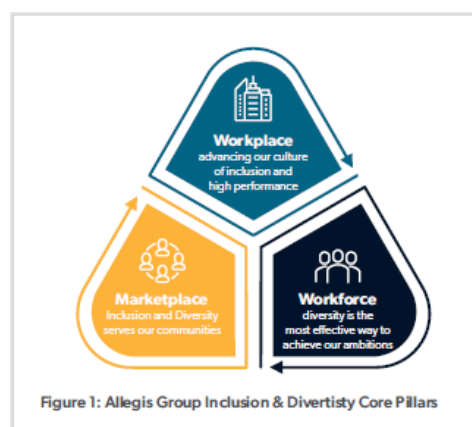 Workplace
advancing our culture
of inclusion and
high performance
Marketplace
Inclusion and Diversity
serves our communities
Workforce
diversity is the
most effective way to
achieve our ambitions
Figure 1: Allegis Group Inclusion & Divertisty Core Pillars